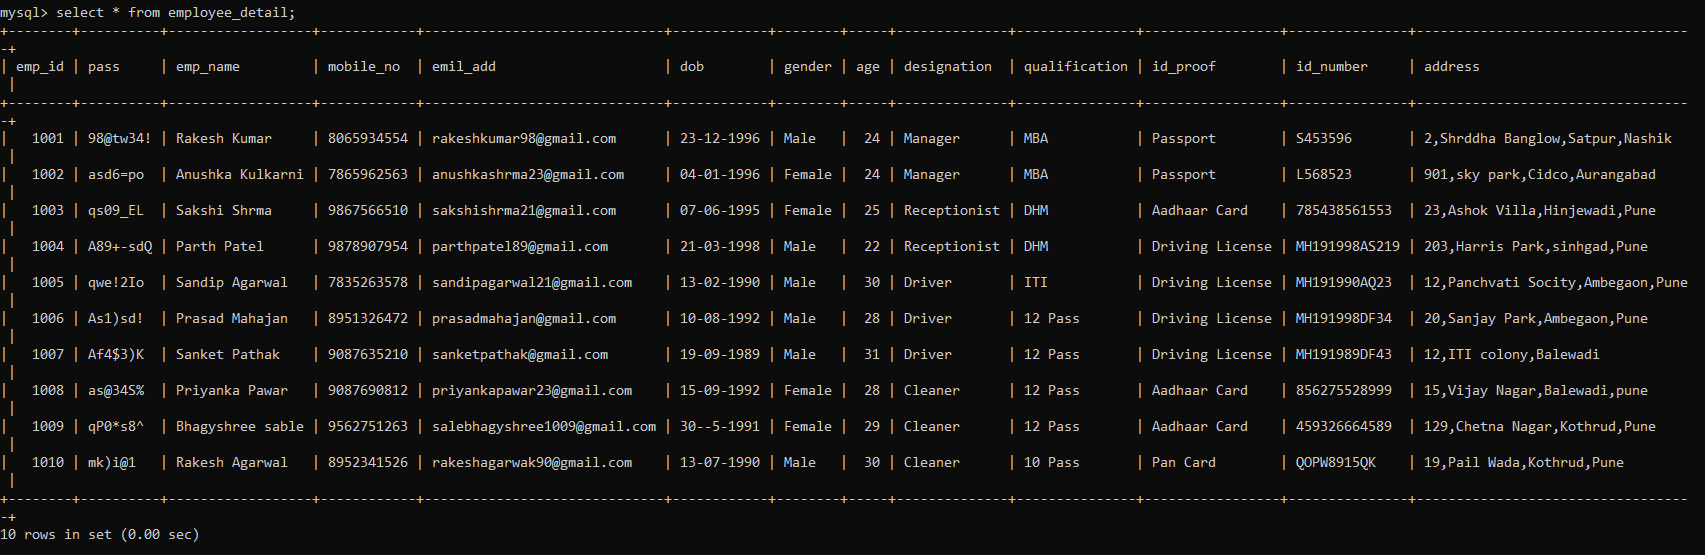 mysql> select * from employee_detail;
+--------+----------+------------------+------------+-----------------------------+------------+--------+-----+--------------+---------------+-----------------+---------------+----------------------------------
-+
| emp_id | pass     | emp_name         | mobile_no  | emil_add                    | dob        | gender | age | designation  | qualification | id_proof        | id_number     | address
 |
+--------+----------+------------------+------------+-----------------------------+------------+--------+-----+--------------+---------------+-----------------+---------------+----------------------------------
-+
|   1001 | 98@tw34! | Rakesh Kumar     | 8065934554 | rakeshkumar98@gmail.com     | 23-12-1996 | Male   |  24 | Manager      | MBA           | Passport        | S453596       | 2,Shrddha Banglow,Satpur,Nashik
 |
|   1002 | asd6=po  | Anushka Kulkarni | 7865962563 | anushkashrma23@gmail.com    | 04-01-1996 | Female |  24 | Manager      | MBA           | Passport        | L568523       | 901,sky park,Cidco,Aurangabad
 |
|   1003 | qs09_EL  | Sakshi Shrma     | 9867566510 | sakshishrma21@gmail.com     | 07-06-1995 | Female |  25 | Receptionist | DHM           | Aadhaar Card    | 785438561553  | 23,Ashok Villa,Hinjewadi,Pune
 |
|   1004 | A89+-sdQ | Parth Patel      | 9878907954 | parthpatel89@gmail.com      | 21-03-1998 | Male   |  22 | Receptionist | DHM           | Driving License | MH191998AS219 | 203,Harris Park,sinhgad,Pune
 |
|   1005 | qwe!2Io  | Sandip Agarwal   | 7835263578 | sandipagarwal21@gmail.com   | 13-02-1990 | Male   |  30 | Driver       | ITI           | Driving License | MH191990AQ23  | 12,Panchvati Socity,Ambegaon,Pune
 |
|   1006 | As1)sd!  | Prasad Mahajan   | 8951326472 | prasadmahajan@gmail.com     | 10-08-1992 | Male   |  28 | Driver       | 12 Pass       | Driving License | MH191998DF34  | 20,Sanjay Park,Ambegaon,Pune
 |
|   1007 | Af4$3)K  | Sanket Pathak    | 9087635210 | sanketpathak@gmail.com      | 19-09-1989 | Male   |  31 | Driver       | 12 Pass       | Driving License | MH191989DF43  | 12,ITI colony,Balewadi
 |
|   1008 | as@34S%  | Priyanka Pawar   | 9087690812 | priyankapawar23@gmail.com   | 15-09-1992 | Female |  28 | Cleaner      | 12 Pass       | Aadhaar Card    | 856275528999  | 15,Vijay Nagar,Balewadi,pune
 |
|   1009 | qP0*s8^  | Bhagyshree sable | 9562751263 | salebhagyshree1009@gmail.com | 30--5-1991 | Female |  29 | Cleaner      | 12 Pass       | Aadhaar Card    | 459326664589  | 129,Chetna Nagar,Kothrud,Pune
 |
|   1010 | mk)i@1   | Rakesh Agarwal   | 8952341526 | rakeshagarwak90@gmail.com   | 13-07-1990 | Male   |  30 | Cleaner      | 10 Pass       | Pan Card        | QOPW8915QK    | 19,Pail Wada,Kothrud,Pune
 |
+--------+----------+------------------+------------+-----------------------------+------------+--------+-----+--------------+---------------+-----------------+---------------+----------------------------------
-+
10 rows in set (0.00 sec)